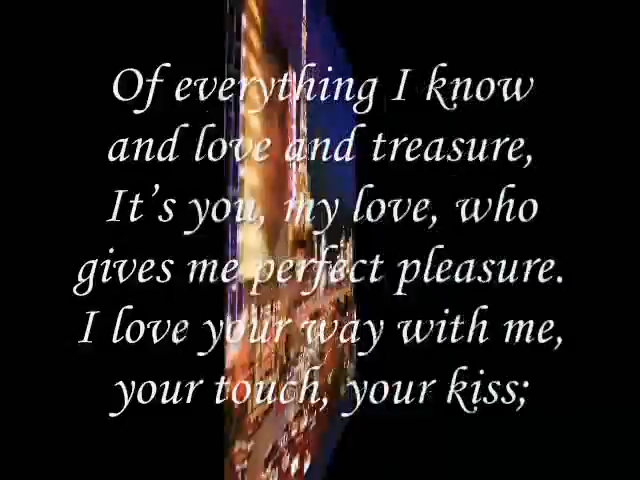 Of everything I know
and love and treasure,
It’s you, my love, who
gives me perfect pleasure.
I love your way with me,
your touch, your kiss;